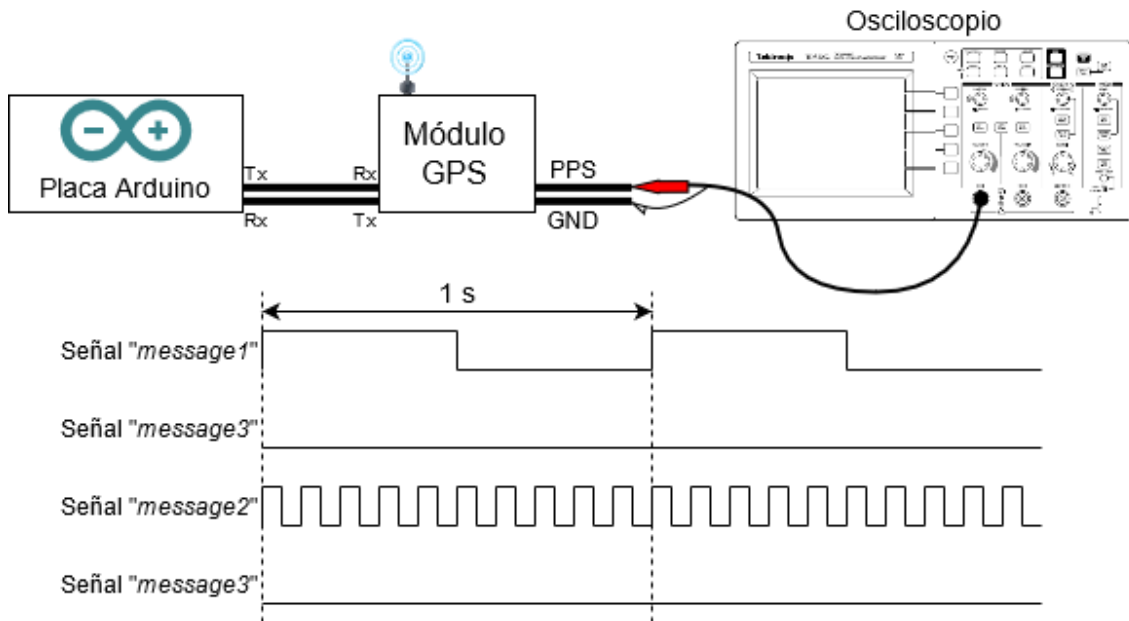 Osciloscopio
Tektronix
Placa Arduino
Tx
Rx
Rx
Tx
Módulo
GPS
PPS
GND
1 s
Señal "message1"
Señal "message3"
Señal "message2"
Señal "message3"